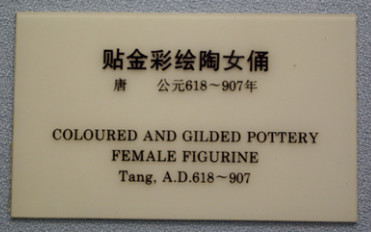 贴金彩绘陶女俑
唐 公元618～907年
COLOURED AND GILDED POTTERY
FEMALE FIGURINE
Tang, A.D.618～907